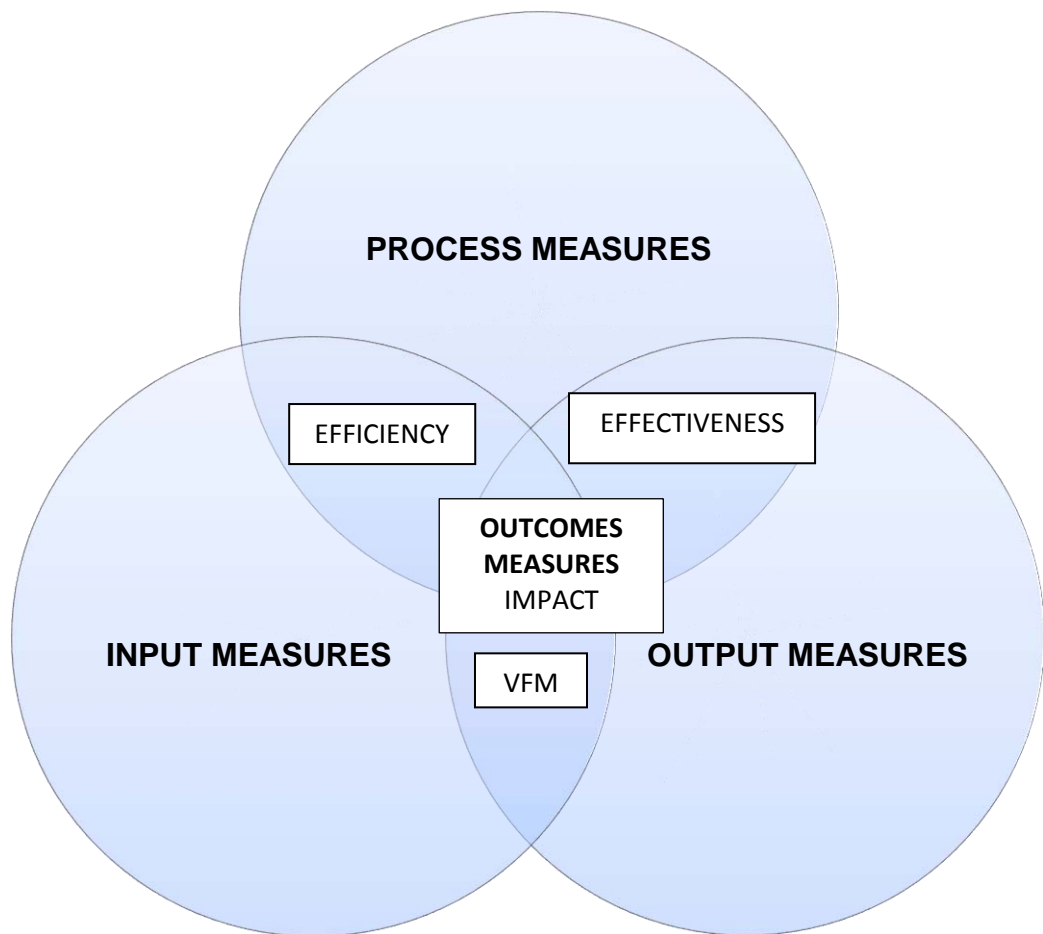 PROCESS MEASURES
EFFICIENCY
EFFECTIVENESS
OUTCOMES
MEASURES
IMPACT
INPUT MEASURES
OUTPUT MEASURES
VFM